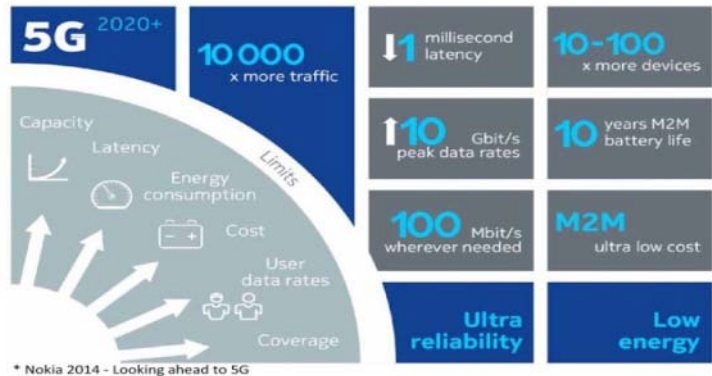 5G 2020+
10 000
x more traffic
↓1 millisecond
latency
10-100
x more devices
↑10 Gbit/s
peak data rates
10 years M2M
battery life
100 Mbit/s
wherever needed
M2M
ultra low cost
Ultra
reliability
Low
energy
Capacity
Latency
Energy
consumption
Cost
User
data rates
Coverage
Limits
* Nokia 2014 - Looking ahead to 5G